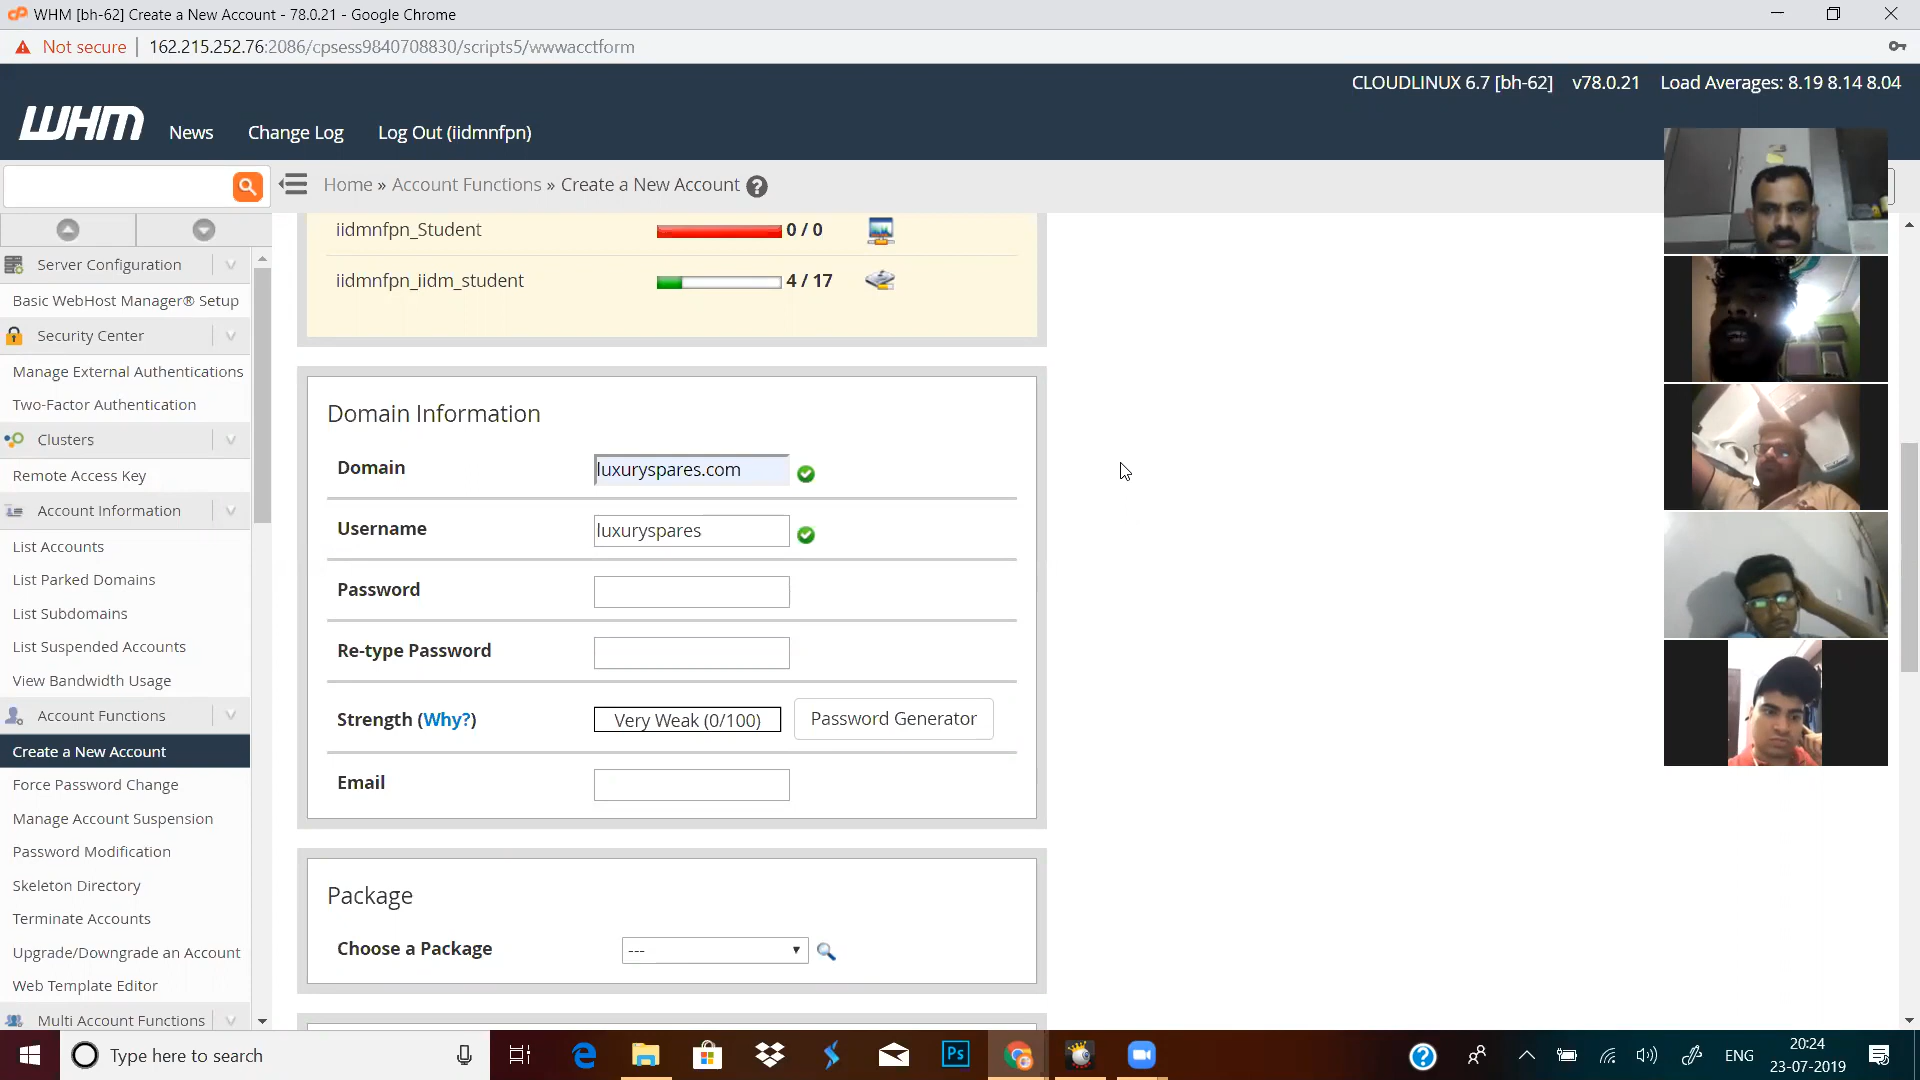 WHM [bh-62] Create a New Account - 78.0.21 - Google Chrome
Not secure | 162.215.252.76:2086/cpsess9840708830/scripts5/wwwacctform
CLOUDLINUX 6.7 [bh-62] v78.0.21 Load Averages: 8.19 8.14 8.04
WHM News Change Log Log Out (iidmnfpn)
Home » Account Functions » Create a New Account
Server Configuration
Basic WebHost Manager® Setup
Security Center
Manage External Authentications
Two-Factor Authentication
Clusters
Remote Access Key
Account Information
List Accounts
List Parked Domains
List Subdomains
List Suspended Accounts
View Bandwidth Usage
Account Functions
Create a New Account
Force Password Change
Manage Account Suspension
Password Modification
Skeleton Directory
Terminate Accounts
Upgrade/Downgrade an Account
Web Template Editor
Multi Account Functions
iidmnfpn_Student 0 / 0
iidmnfpn_iidm_student 4 / 17
Domain Information
Domain luxuryspares.com
Username luxuryspares
Password
Re-type Password
Strength (Why?) Very Weak (0/100) Password Generator
Email
Package
Choose a Package ---
Type here to search
Ps
ENG
20:24
23-07-2019